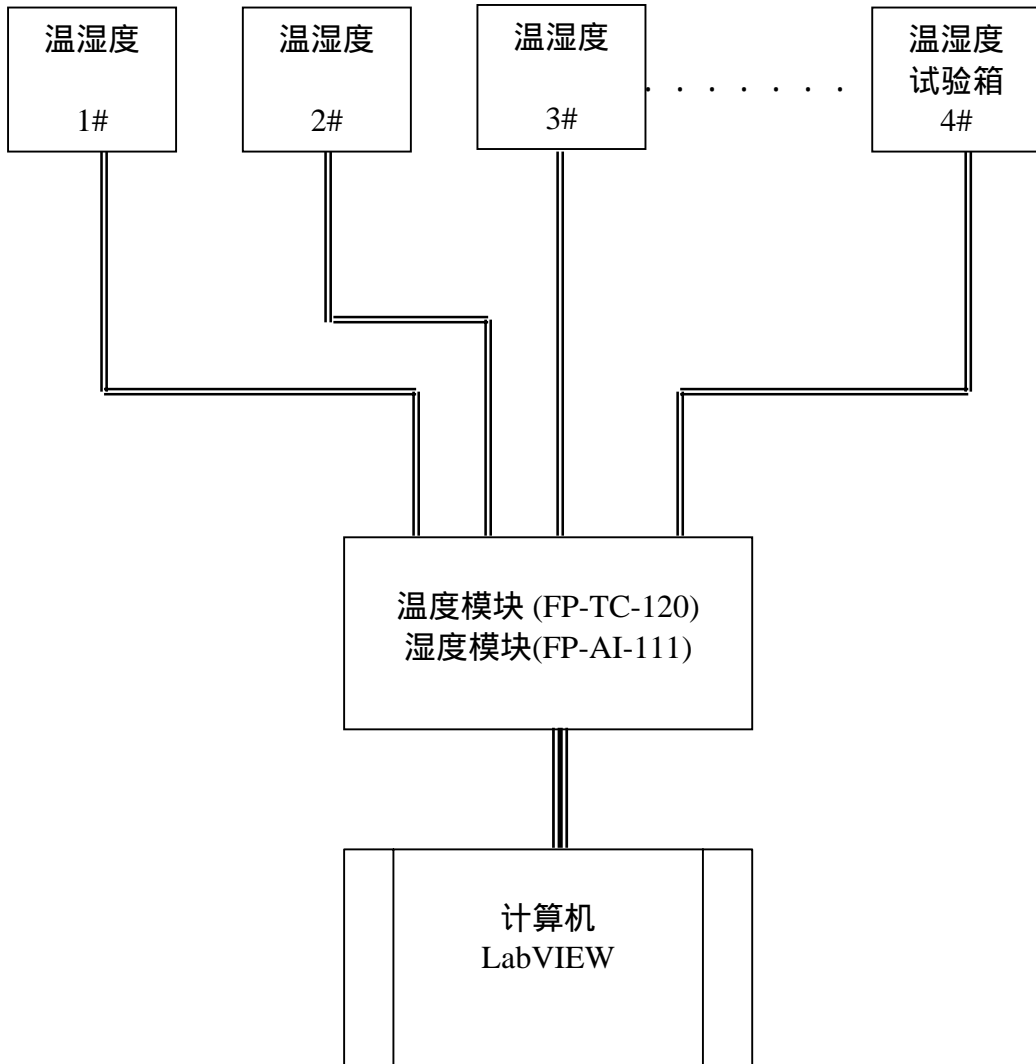 温湿度
1#
温湿度
2#
温湿度
3#
. . . . . . .
温湿度
试验箱
4#
温度模块 (FP-TC-120)
湿度模块(FP-AI-111)
计算机
LabVIEW